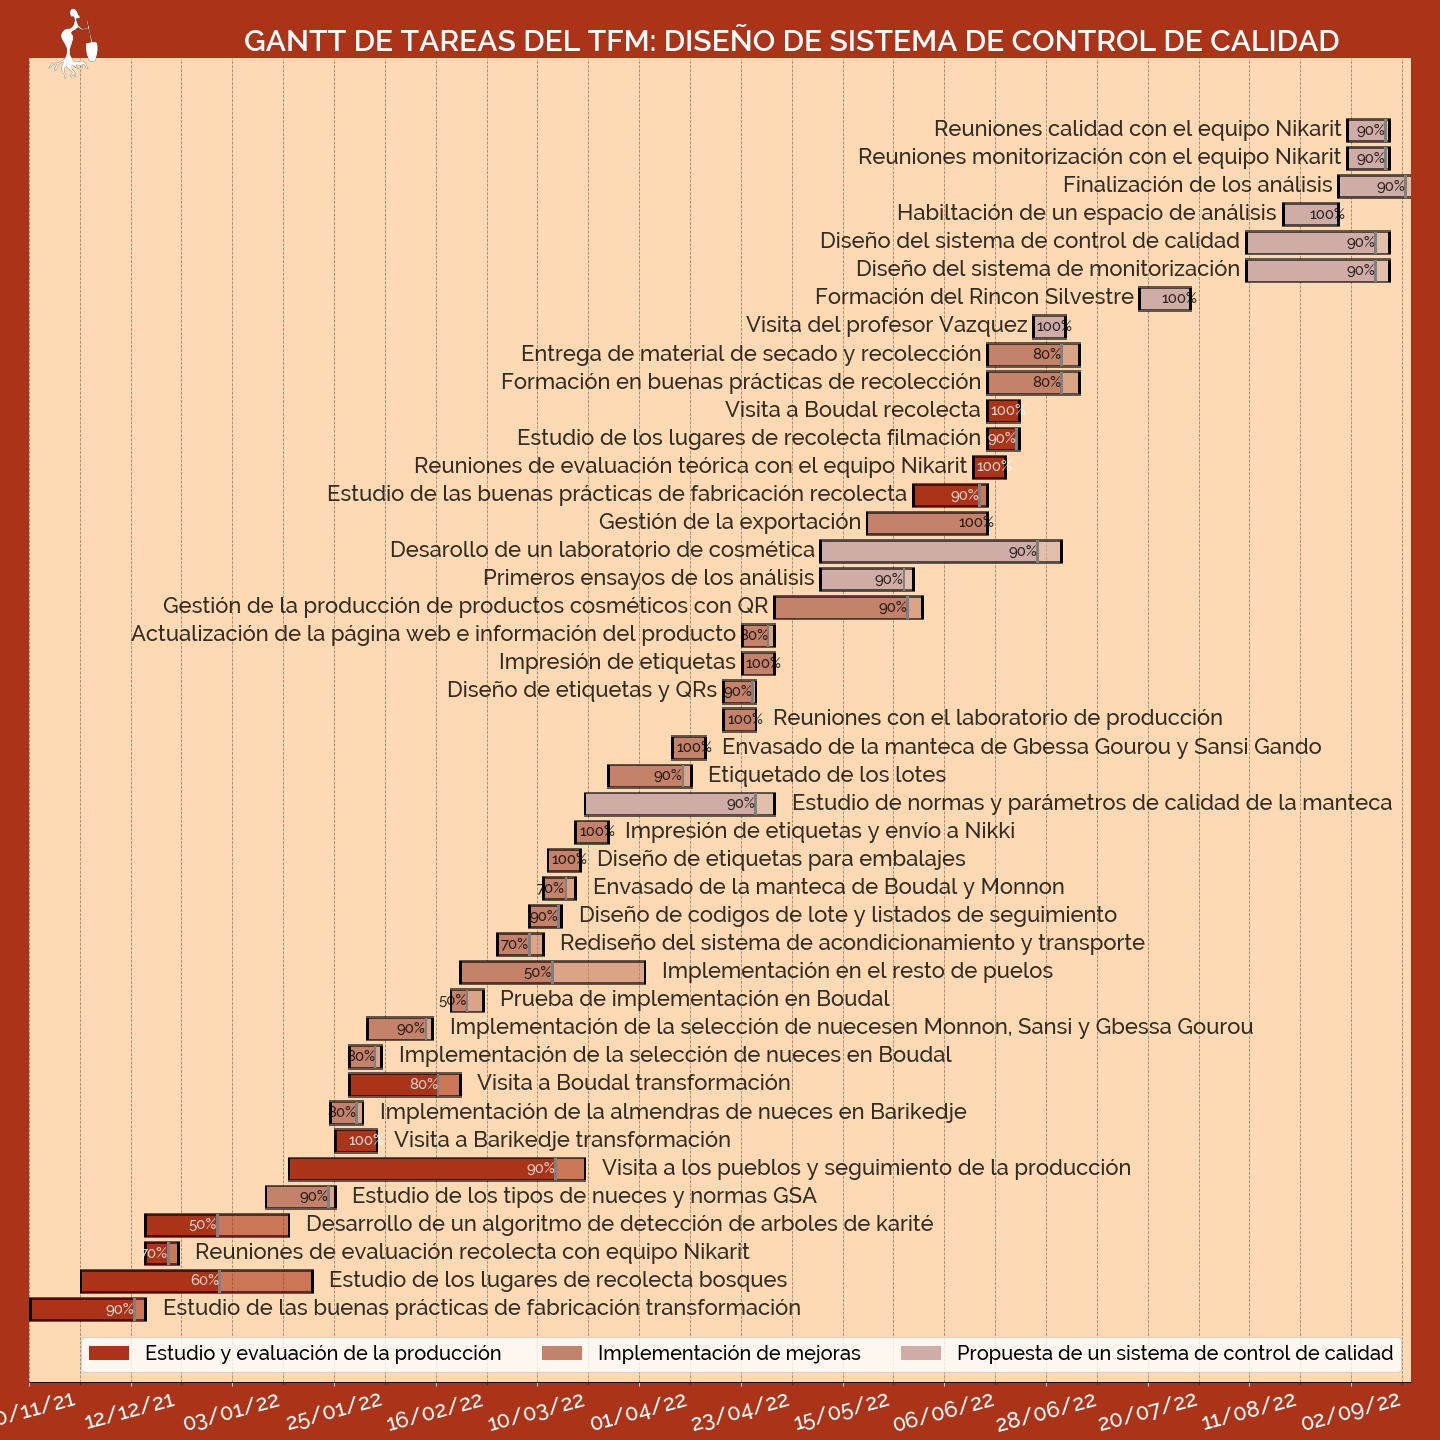 GANTT DE TAREAS DEL TFM: DISEÑO DE SISTEMA DE CONTROL DE CALIDAD
Reuniones calidad con el equipo Nikarit 90%
Reuniones monitorización con el equipo Nikarit 90%
Finalización de los análisis 90%
Habiltación de un espacio de análisis 100%
Diseño del sistema de control de calidad 90%
Diseño del sistema de monitorización 90%
Formación del Rincon Silvestre 100%
Visita del profesor Vazquez 100%
Entrega de material de secado y recolección 80%
Formación en buenas prácticas de recolección 80%
Visita a Boudal recolecta 100%
Estudio de los lugares de recolecta filmación 90%
Reuniones de evaluación teórica con el equipo Nikarit 100%
Estudio de las buenas prácticas de fabricación recolecta 90%
Gestión de la exportación 100%
Desarollo de un laboratorio de cosmética 90%
Primeros ensayos de los análisis 90%
Gestión de la producción de productos cosméticos con QR 90%
Actualización de la página web e información del producto 80%
Impresión de etiquetas 100%
Diseño de etiquetas y QRs 90%
100% Reuniones con el laboratorio de producción
100% Envasado de la manteca de Gbessa Gourou y Sansi Gando
90% Etiquetado de los lotes
90% Estudio de normas y parámetros de calidad de la manteca
100% Impresión de etiquetas y envío a Nikki
100% Diseño de etiquetas para embalajes
70% Envasado de la manteca de Boudal y Monnon
90% Diseño de codigos de lote y listados de seguimiento
70% Rediseño del sistema de acondicionamiento y transporte
50% Implementación en el resto de puelos
50% Prueba de implementación en Boudal
90% Implementación de la selección de nuecesen Monnon, Sansi y Gbessa Gourou
80% Implementación de la selección de nueces en Boudal
80% Visita a Boudal transformación
80% Implementación de la almendras de nueces en Barikedje
100% Visita a Barikedje transformación
90% Visita a los pueblos y seguimiento de la producción
90% Estudio de los tipos de nueces y normas GSA
50% Desarrollo de un algoritmo de detección de arboles de karité
70% Reuniones de evaluación recolecta con equipo Nikarit
60% Estudio de los lugares de recolecta bosques
90% Estudio de las buenas prácticas de fabricación transformación
Estudio y evaluación de la producción Implementación de mejoras Propuesta de un sistema de control de calidad
0/11/21 12/12/21 03/01/22 25/01/22 16/02/22 10/03/22 01/04/22 23/04/22 15/05/22 06/06/22 28/06/22 20/07/22 11/08/22 02/09/22